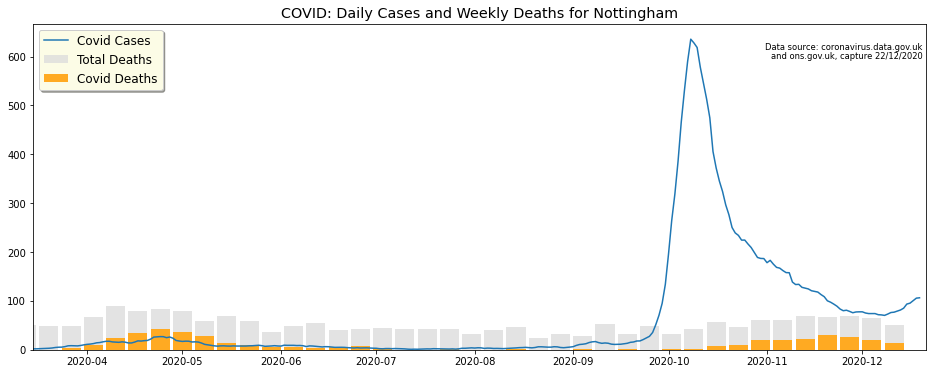 COVID: Daily Cases and Weekly Deaths for Nottingham
Covid Cases
Total Deaths
Covid Deaths
Data source: coronavirus.data.gov.uk
and ons.gov.uk, capture 22/12/2020
600
500
400
300
200
100
0
2020-04 2020-05 2020-06 2020-07 2020-08 2020-09 2020-10 2020-11 2020-12